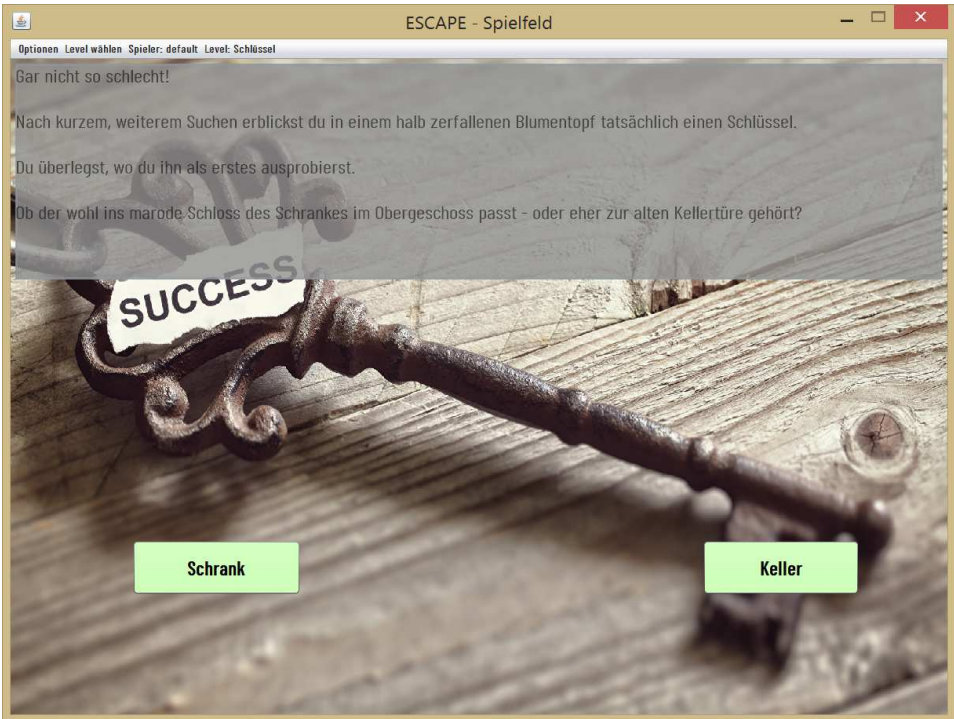 ESCAPE - Spielfeld
Optionen Level wählen Spieler: default Level: Schlüssel
Gar nicht so schlecht!
Nach kurzem, weiterem Suchen erblickst du in einem halb zerfallenen Blumentopf tatsächlich einen Schlüssel.
Du überlegst, wo du ihn als erstes ausprobierst.
Ob der wohl ins marode Schloss des Schrankes im Obergeschoss passt - oder eher zur alten Kellertüre gehört?
SUCCESS
Schrank
Keller